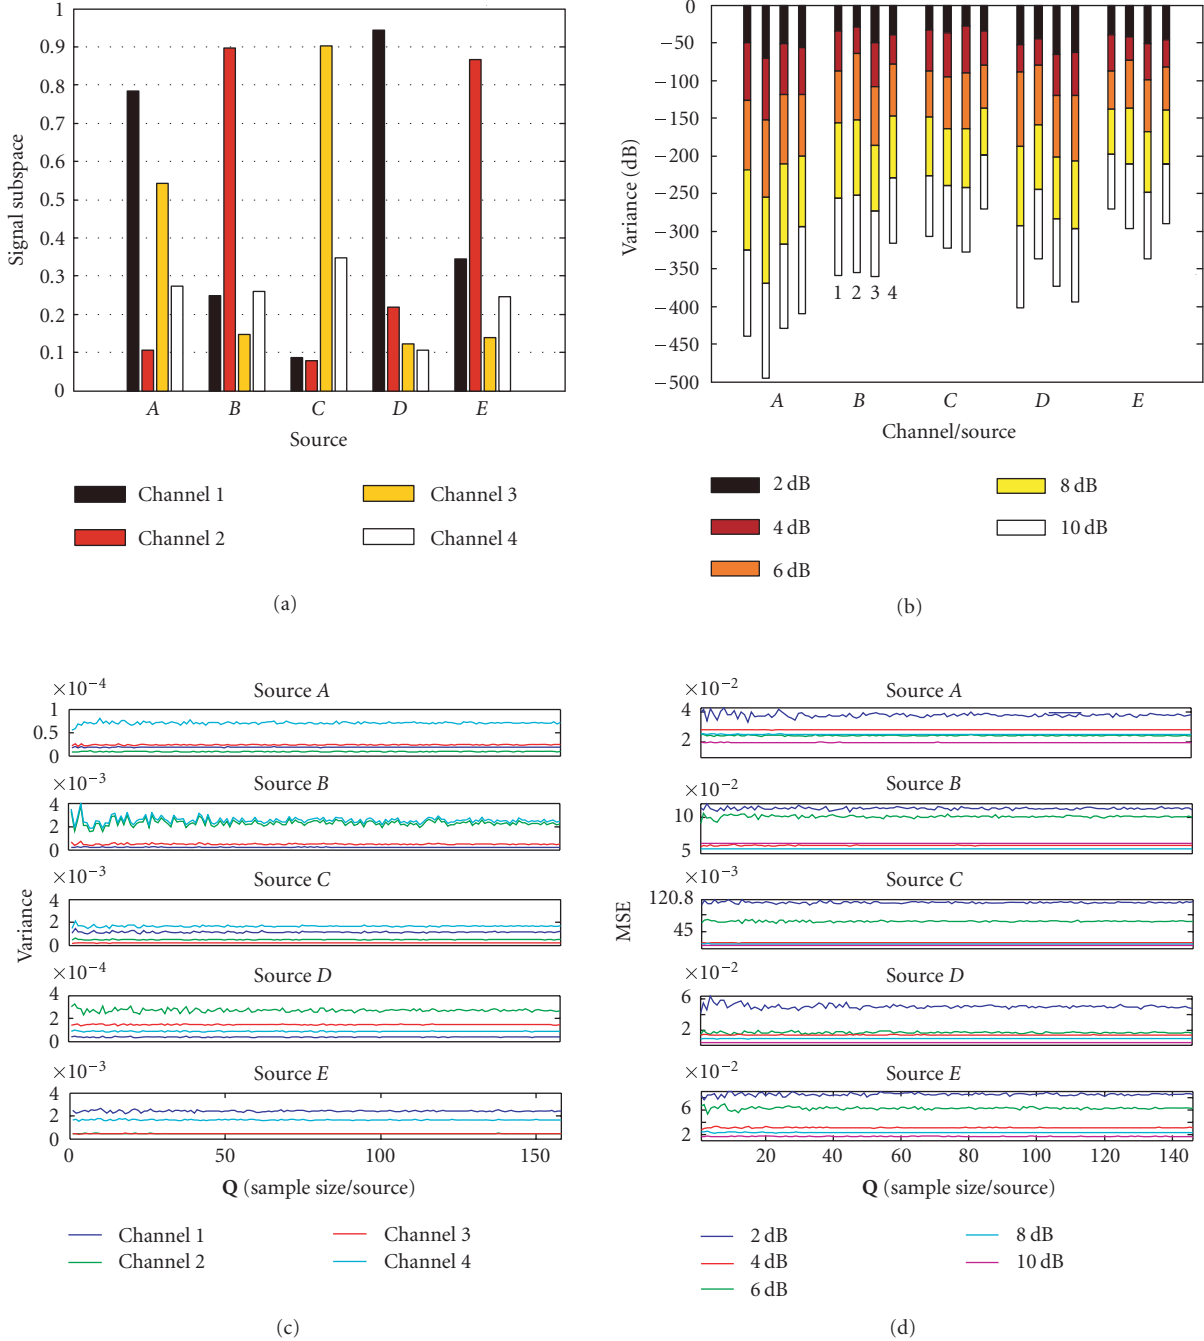 1
0.9
0.8
0.7
0.6
0.5
0.4
0.3
0.2
0.1
0
Signal subspace
A B C D E
Source
Channel 1
Channel 2
Channel 3
Channel 4
(a)
0
−50
−100
−150
−200
−250
−300
−350
−400
−450
−500
Variance (dB)
1 2 3 4
A B C D E
Channel/source
2 dB
4 dB
6 dB
8 dB
10 dB
(b)
×10−4
Source A
1
0.5
0
×10−3
Source B
4
2
0
×10−3
Source C
4
2
0
Variance
×10−4
Source D
4
2
0
×10−3
Source E
4
2
0
0 50 100 150
Q (sample size/source)
Channel 1
Channel 2
Channel 3
Channel 4
(c)
×10−2
Source A
4
2
×10−2
Source B
10
5
×10−3
Source C
120.8
45
MSE
×10−2
Source D
6
2
×10−2
Source E
6
2
20 40 60 80 100 120 140
Q (sample size/source)
2 dB
4 dB
6 dB
8 dB
10 dB
(d)